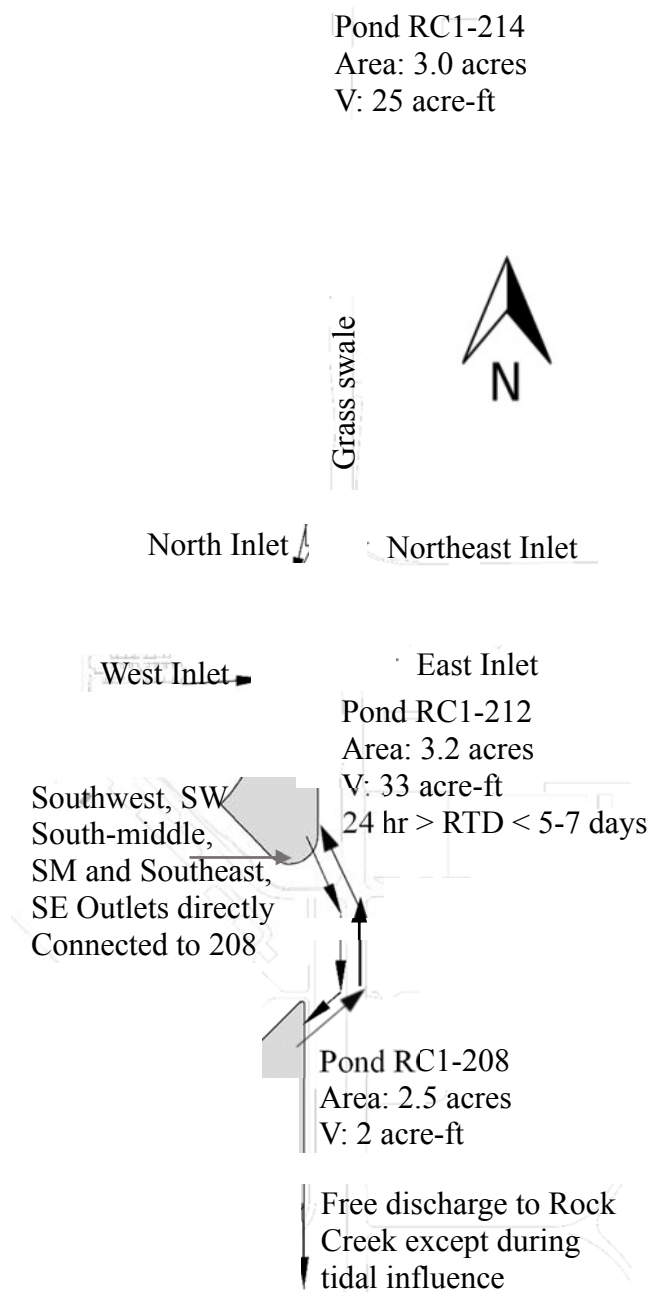 Pond RC1-214
Area: 3.0 acres
V: 25 acre-ft
Grass swale
N
North Inlet
Northeast Inlet
West Inlet
East Inlet
Pond RC1-212
Area: 3.2 acres
V: 33 acre-ft
24 hr > RTD < 5-7 days
Southwest, SW
South-middle,
SM and Southeast,
SE Outlets directly
Connected to 208
Pond RC1-208
Area: 2.5 acres
V: 2 acre-ft
Free discharge to Rock
Creek except during
tidal influence